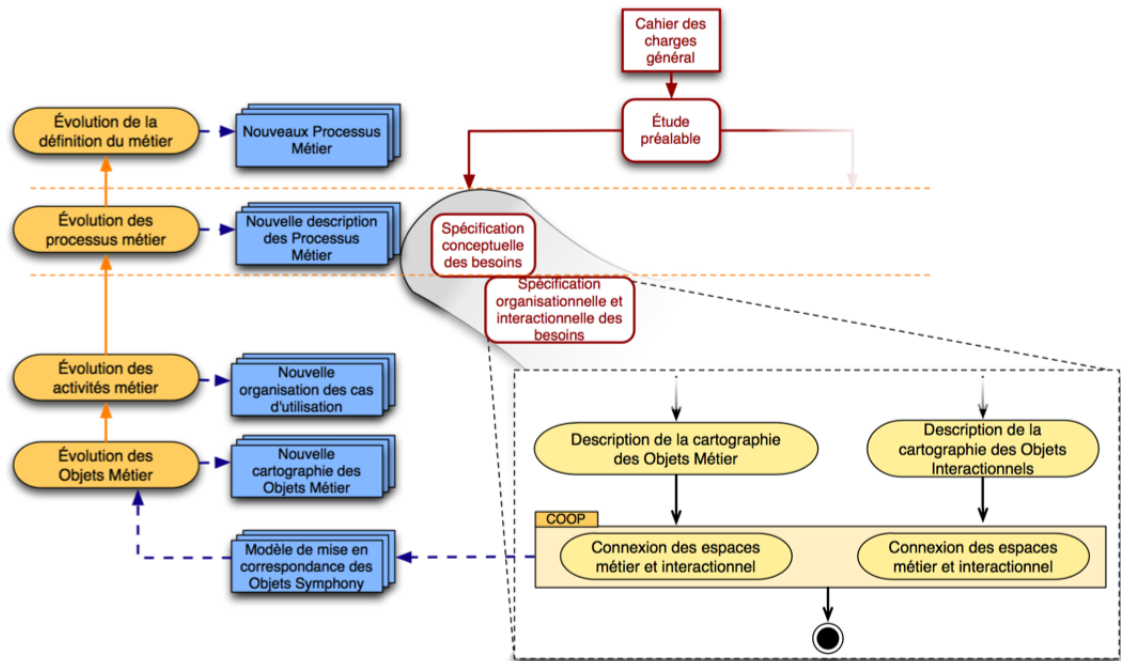 Cahier des
charges
général
Étude
préalable
Évolution de la
définition du métier
Nouveaux Processus
Métier
Évolution des
processus métier
Nouvelle description
des Processus
Métier
Spécification
conceptuelle
des besoins
Spécification
organisationnelle et
interactionnelle des
besoins
Évolution des
activités métier
Nouvelle
organisation des cas
d'utilisation
Évolution des
Objets Métier
Nouvelle
cartographie des
Objets Métier
Modèle de mise en
correspondance des
Objets Symphony
Description de la cartographie
des Objets Métier
Description de la
cartographie des Objets
Interactionnels
COOP
Connexion des espaces
métier et interactionnel
Connexion des espaces
métier et interactionnel